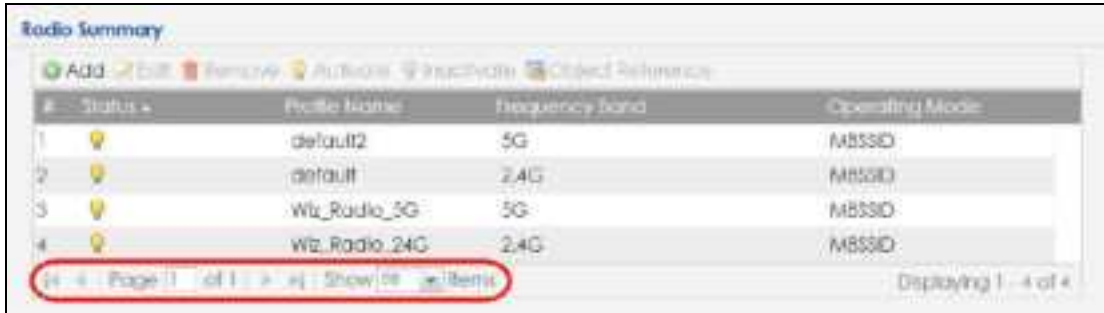 Radio Summary
Add Edit Remove Activate Inactivate Object Reference
# Status Profile Name Frequency Band Operating Mode
1 default2 5G MBSSID
2 default 2.4G MBSSID
3 Wiz_Radio_5G 5G MBSSID
4 Wiz_Radio_24G 2.4G MBSSID
Page 1 of 1 Show items Displaying 1 - 4 of 4